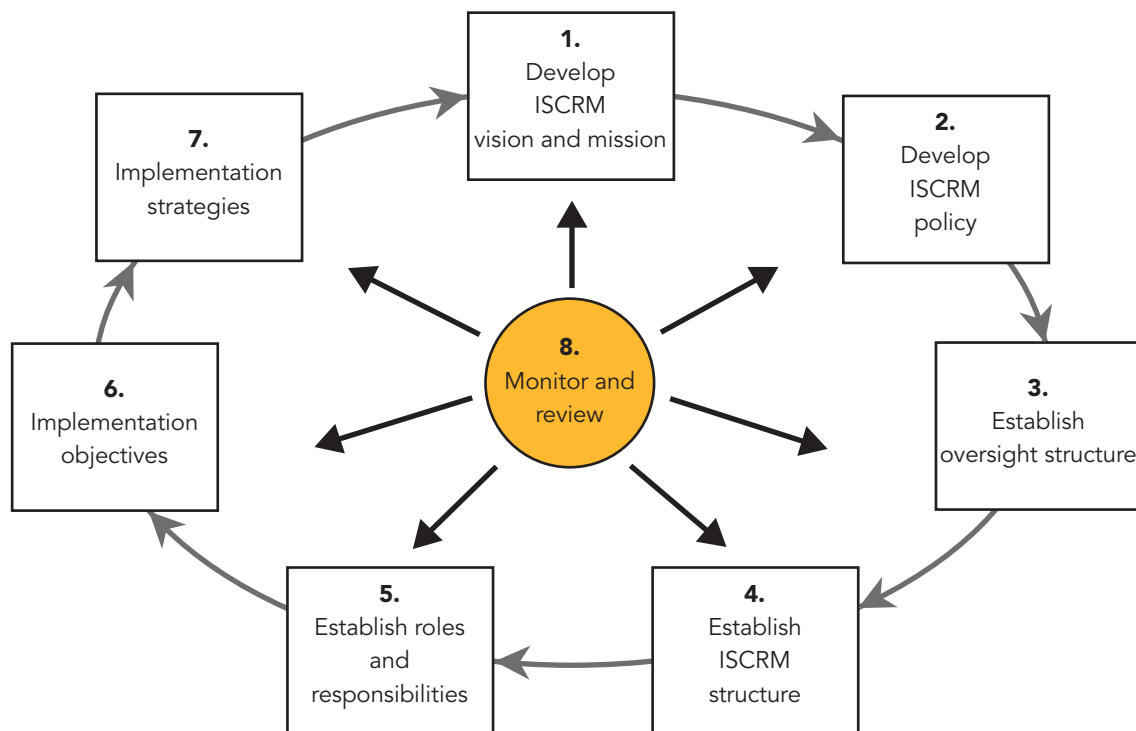 1.
Develop
ISCRM
vision and mission
2.
Develop
ISCRM
policy
3.
Establish
oversight structure
4.
Establish
ISCRM
structure
5.
Establish roles
and
responsibilities
6.
Implementation
objectives
7.
Implementation
strategies
8.
Monitor and
review